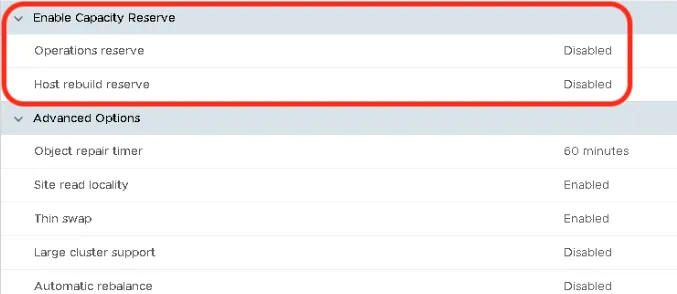 Enable Capacity Reserve
Operations reserve Disabled
Host rebuild reserve Disabled
Advanced Options
Object repair timer 60 minutes
Site read locality Enabled
Thin swap Enabled
Large cluster support Disabled
Automatic rebalance Disabled